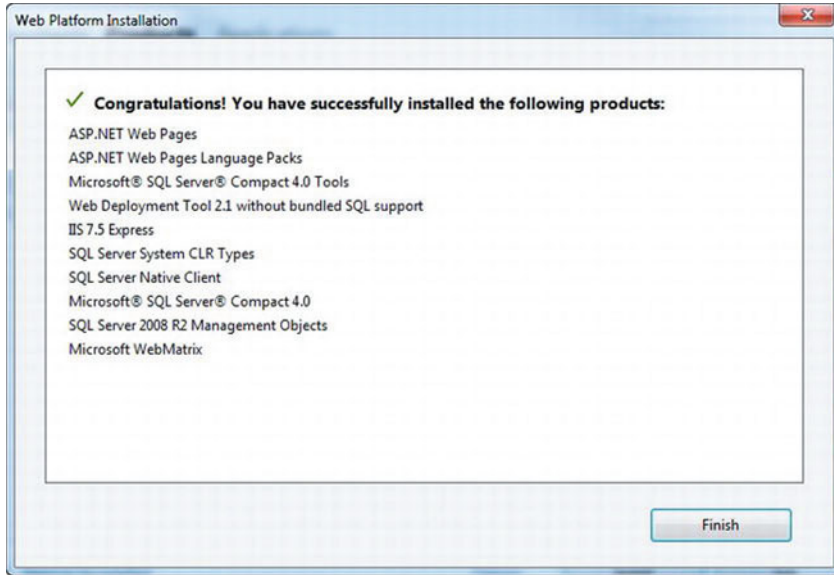 Web Platform Installation
Congratulations! You have successfully installed the following products:
ASP.NET Web Pages
ASP.NET Web Pages Language Packs
Microsoft® SQL Server® Compact 4.0 Tools
Web Deployment Tool 2.1 without bundled SQL support
IIS 7.5 Express
SQL Server System CLR Types
SQL Server Native Client
Microsoft® SQL Server® Compact 4.0
SQL Server 2008 R2 Management Objects
Microsoft WebMatrix
Finish